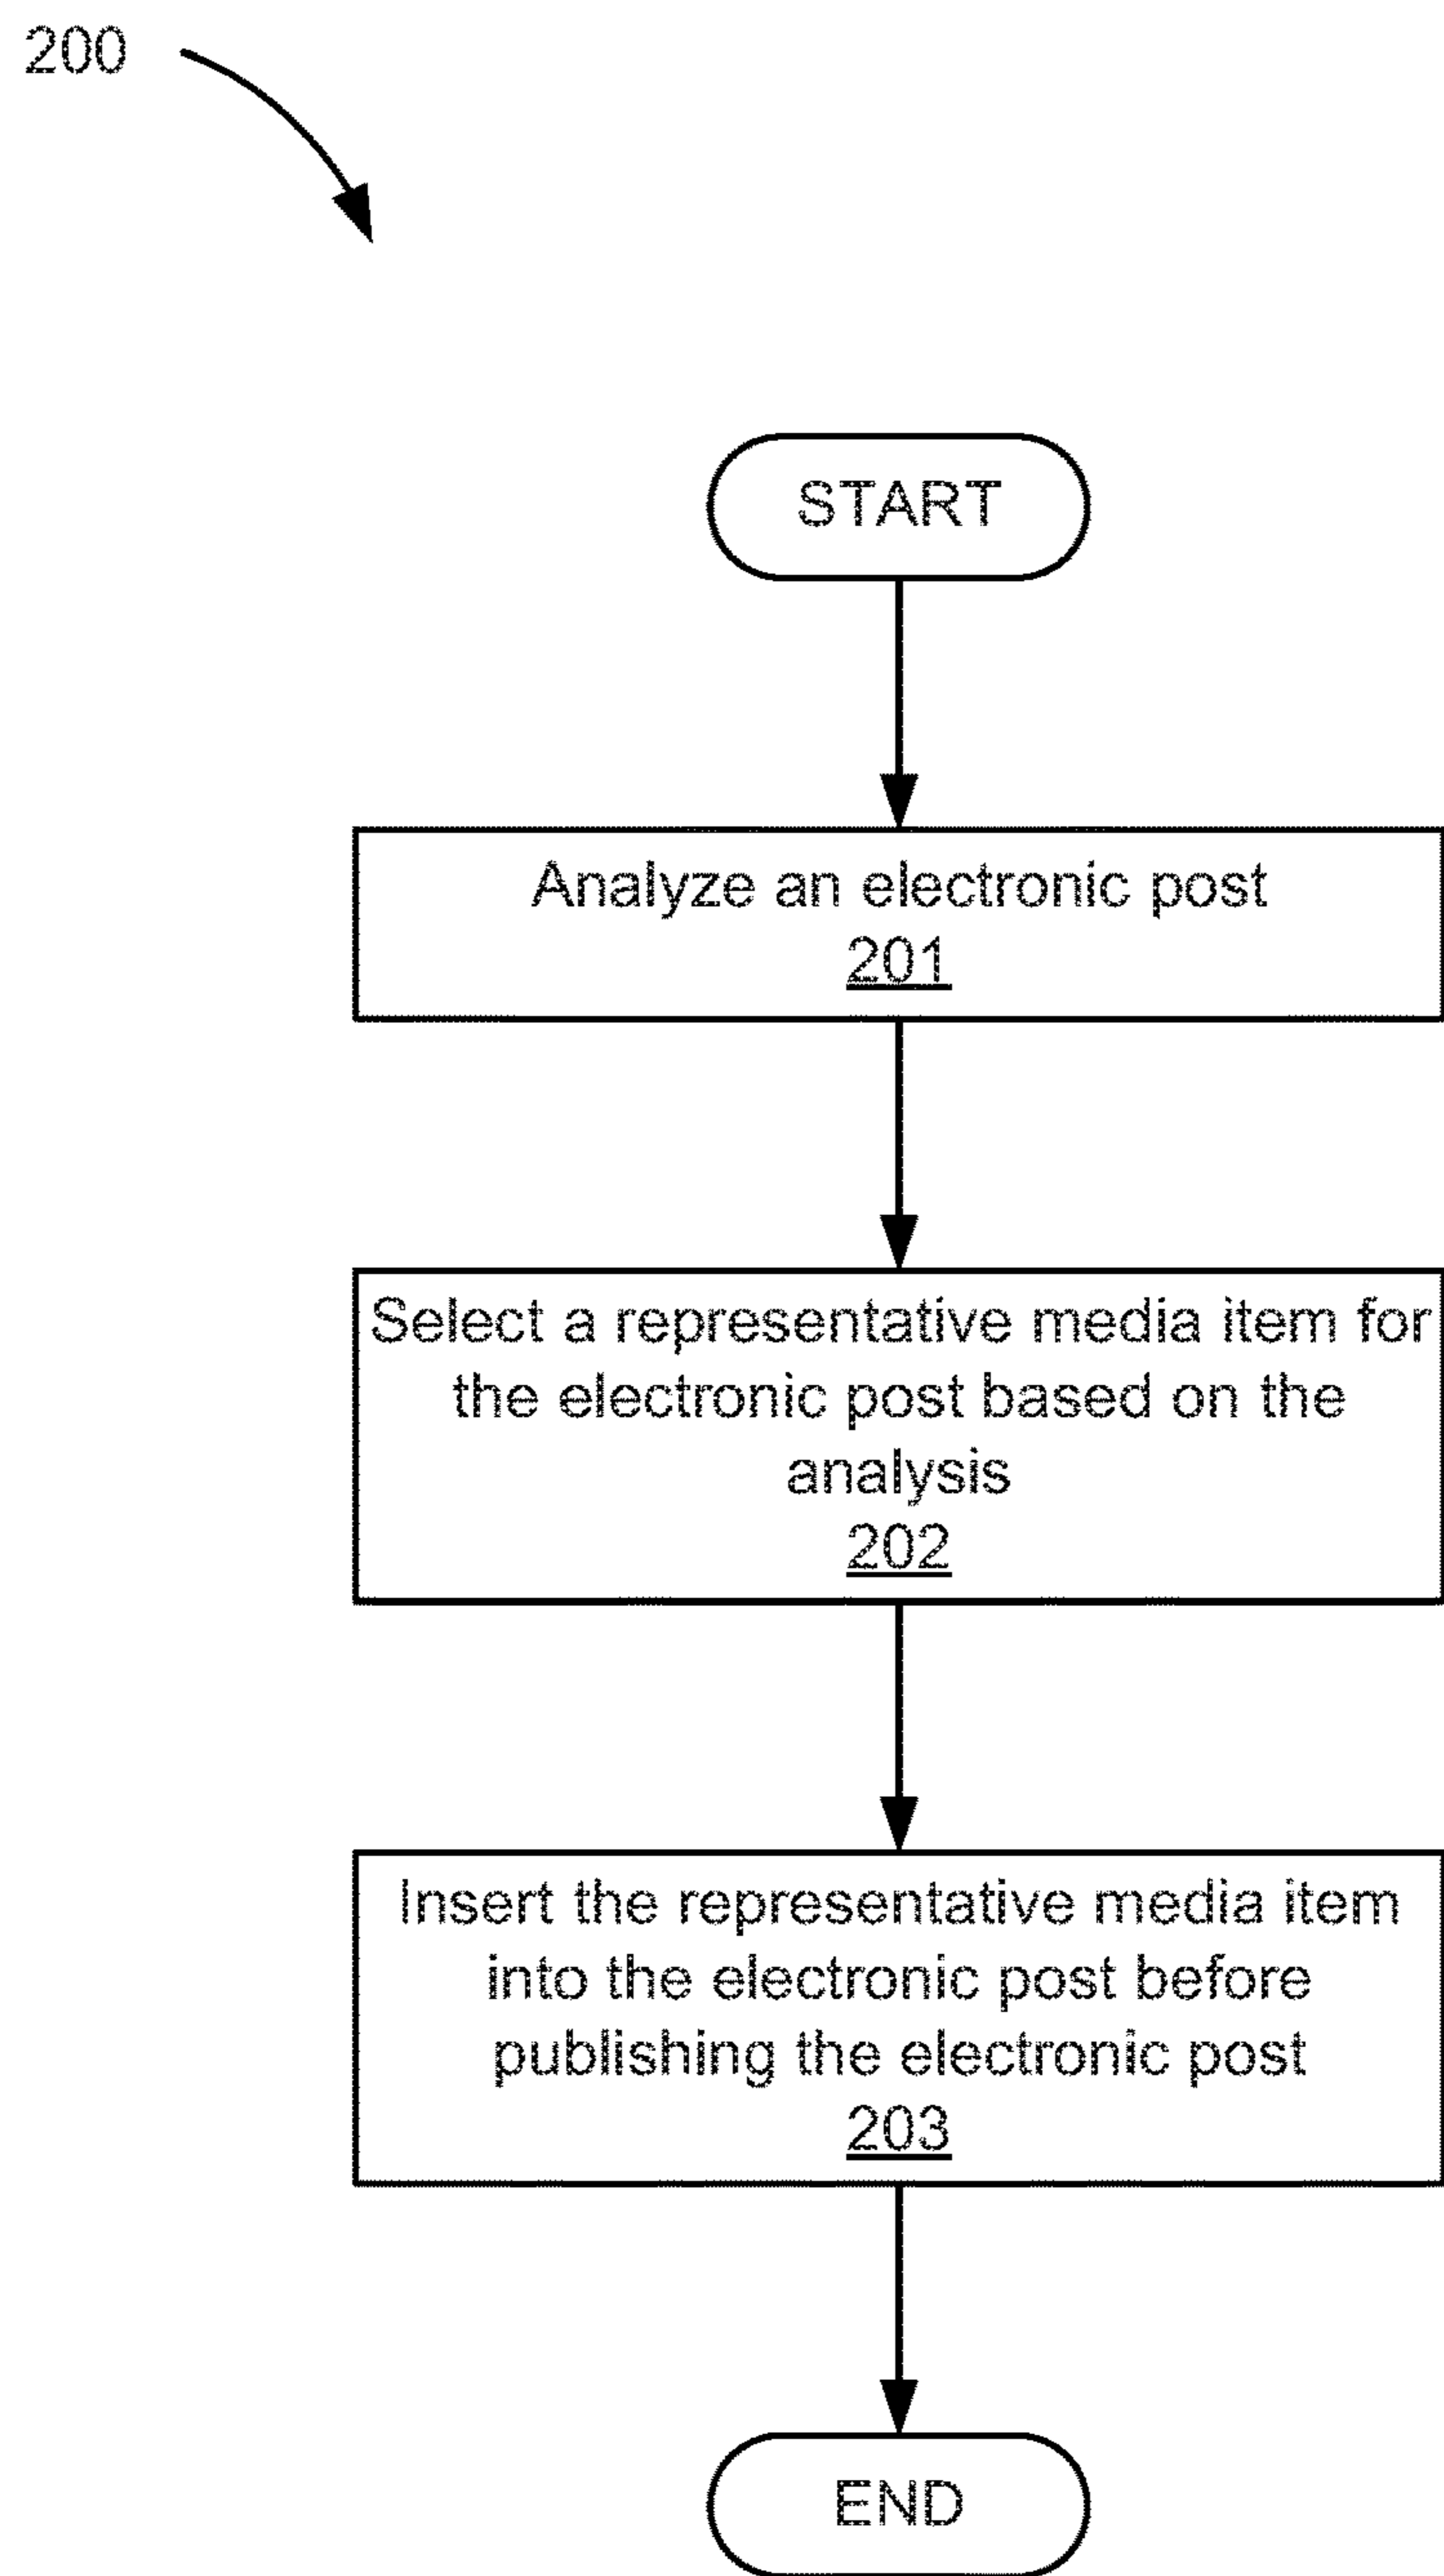 200
START
Analyze an electronic post
201
Select a representative media item for
the electronic post based on the
analysis
202
Insert the representative media item
into the electronic post before
publishing the electronic post
203
END